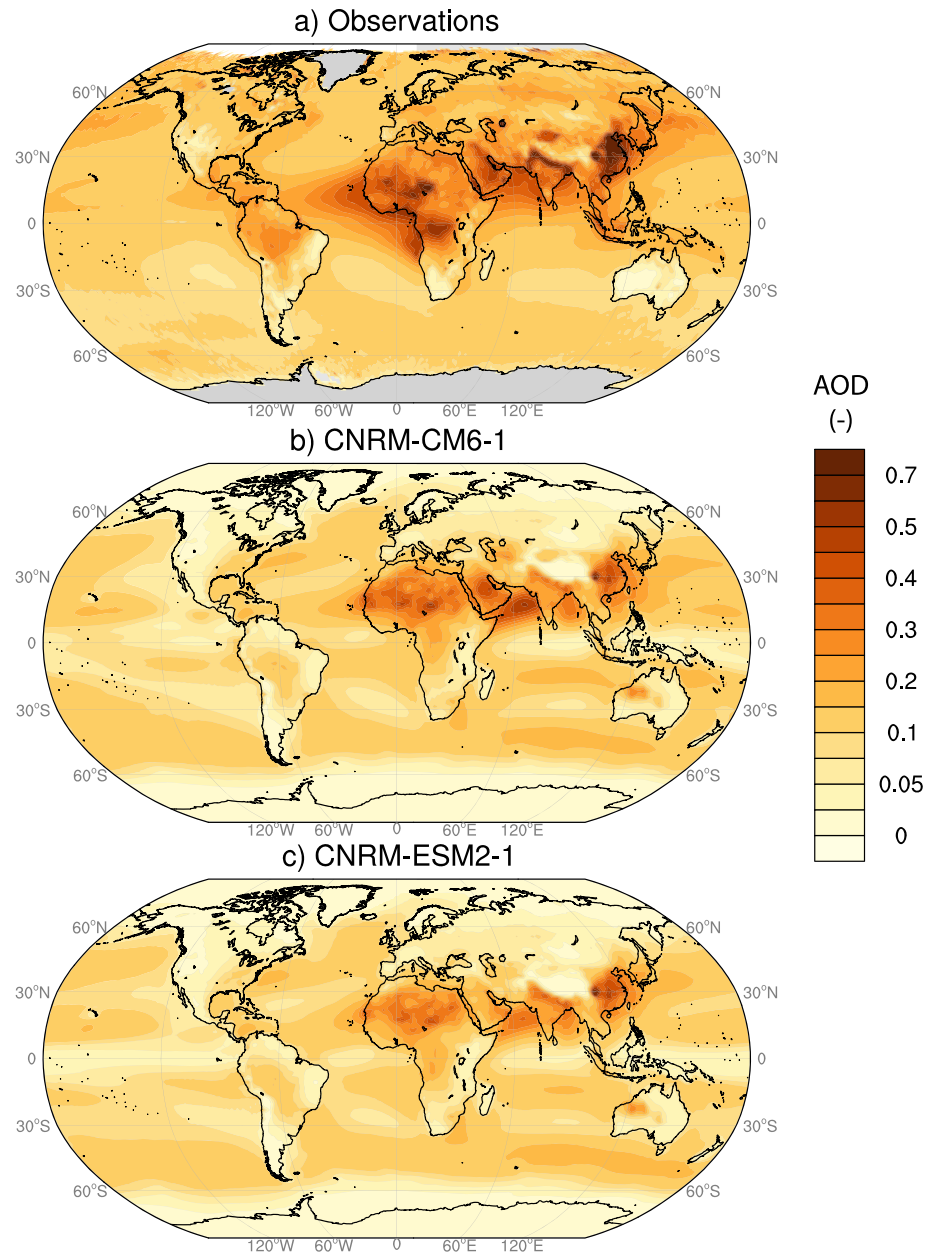 a) Observations
60°N 60°N
30°N 30°N
0 0
30°S 30°S
60°S 60°S
120°W 60°W 0 60°E 120°E
b) CNRM-CM6-1
60°N 60°N
30°N 30°N
0 0
30°S 30°S
60°S 60°S
120°W 60°W 0 60°E 120°E
c) CNRM-ESM2-1
60°N 60°N
30°N 30°N
0 0
30°S 30°S
60°S 60°S
120°W 60°W 0 60°E 120°E
AOD
(-)
0.7
0.5
0.4
0.3
0.2
0.1
0.05
0